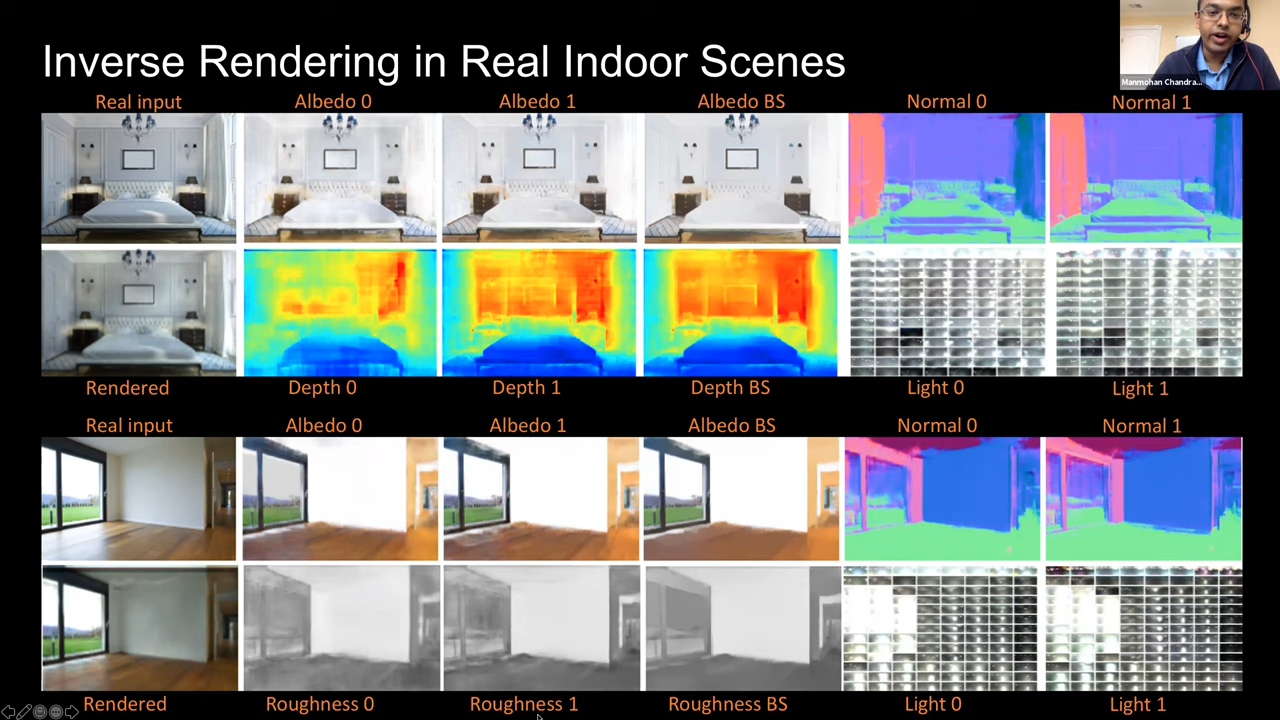 Inverse Rendering in Real Indoor Scenes
Manmohan Chandra...
Real input Albedo 0 Albedo 1 Albedo BS Normal 0 Normal 1
Rendered Depth 0 Depth 1 Depth BS Light 0 Light 1
Real input Albedo 0 Albedo 1 Albedo BS Normal 0 Normal 1
Rendered Roughness 0 Roughness 1 Roughness BS Light 0 Light 1